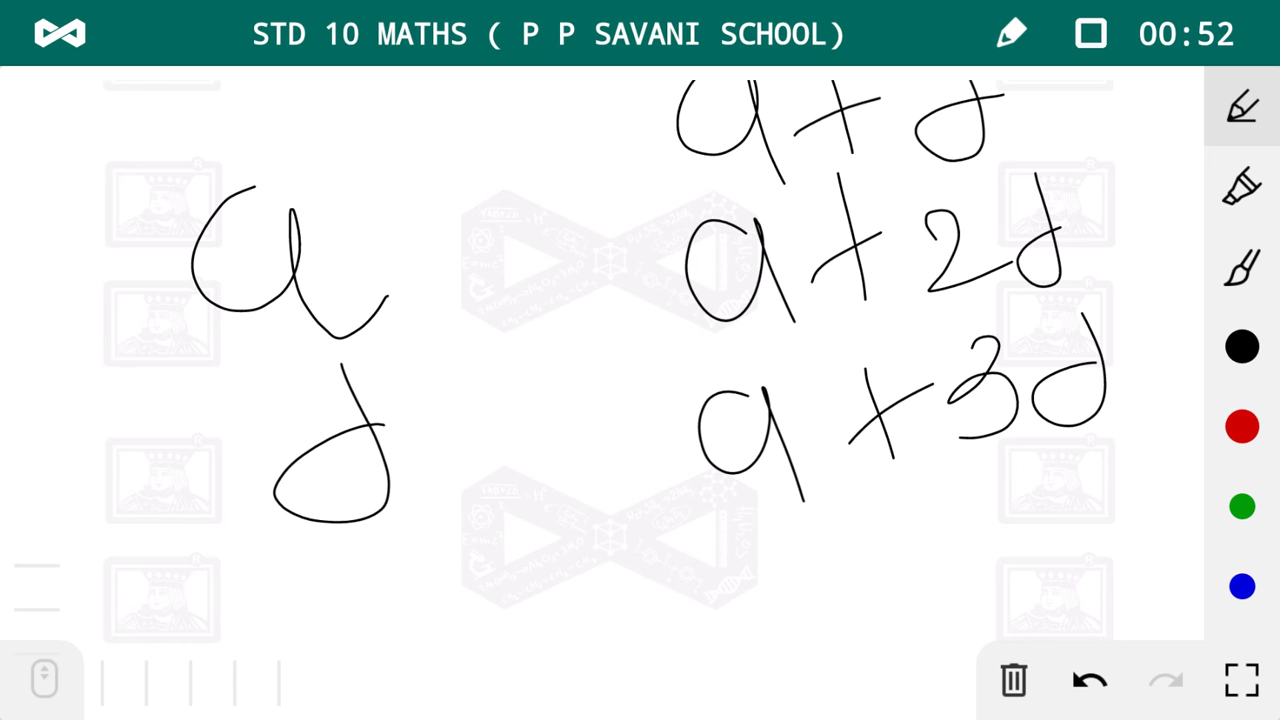 STD 10 MATHS ( P P SAVANI SCHOOL)
00:52
a + d
a
a + 2d
d
a + 3d